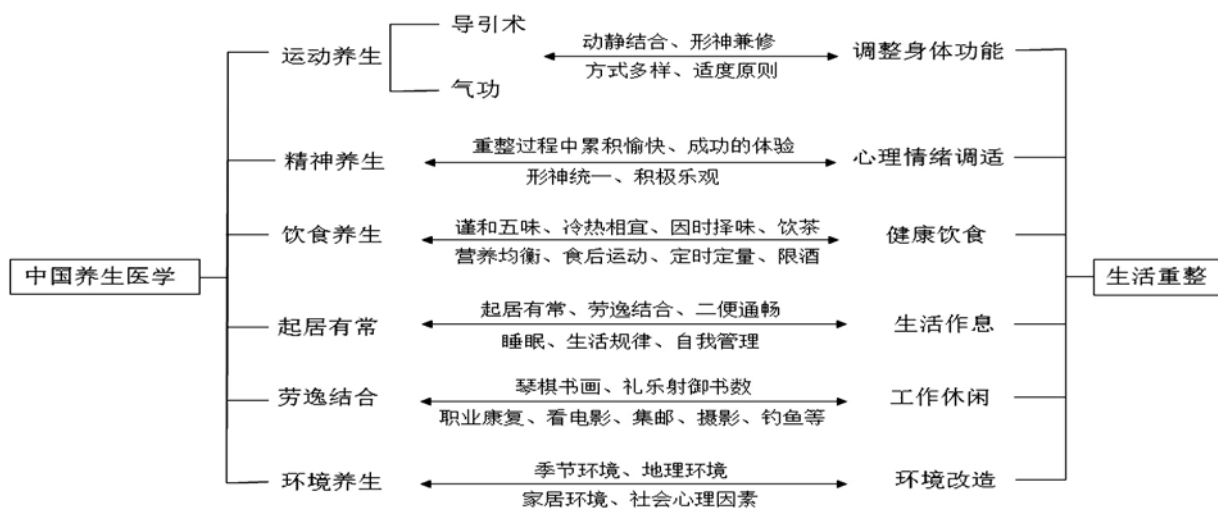 导引术
运动养生
动静结合、形神兼修
方式多样、适度原则
调整身体功能
气功
精神养生
重整过程中累积愉快、成功的体验
形神统一、积极乐观
心理情绪调适
饮食养生
谨和五味、冷热相宜、因时择味、饮茶
营养均衡、食后运动、定时定量、限酒
健康饮食
中国养生医学
生活重整
起居有常
起居有常、劳逸结合、二便通畅
睡眠、生活规律、自我管理
生活作息
劳逸结合
琴棋书画、礼乐射御书数
职业康复、看电影、集邮、摄影、钓鱼等
工作休闲
环境养生
季节环境、地理环境
家居环境、社会心理因素
环境改造